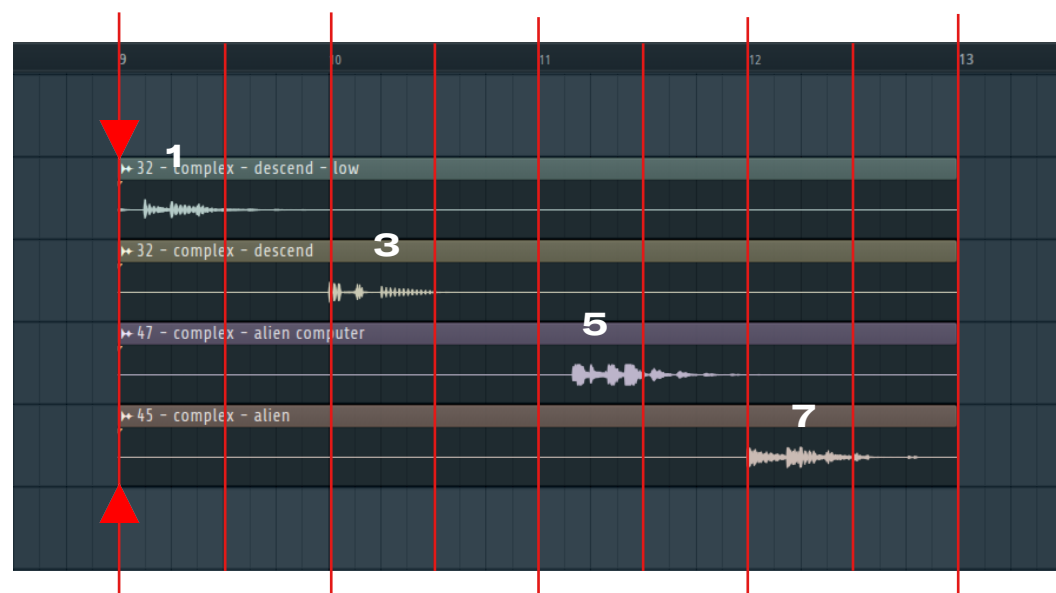 9 10 11 12 13
1
32 - complex - descend - low
3
32 - complex - descend
5
47 - complex - alien computer
7
45 - complex - alien